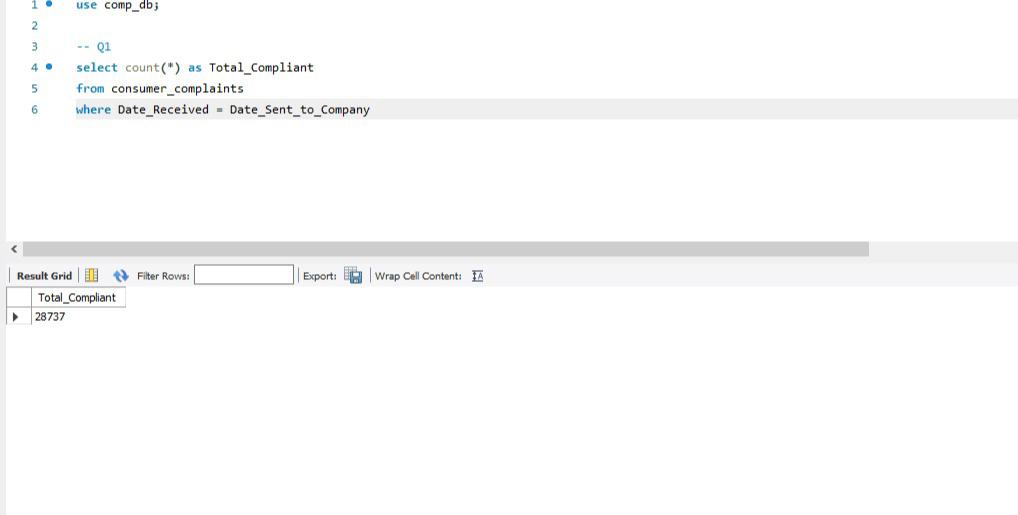 1 use comp_db;
2
3 -- Q1
4 select count(*) as Total_Compliant
5 from consumer_complaints
6 where Date_Received = Date_Sent_to_Company
Result Grid Filter Rows: Export: Wrap Cell Content: IA
Total_Compliant
28737